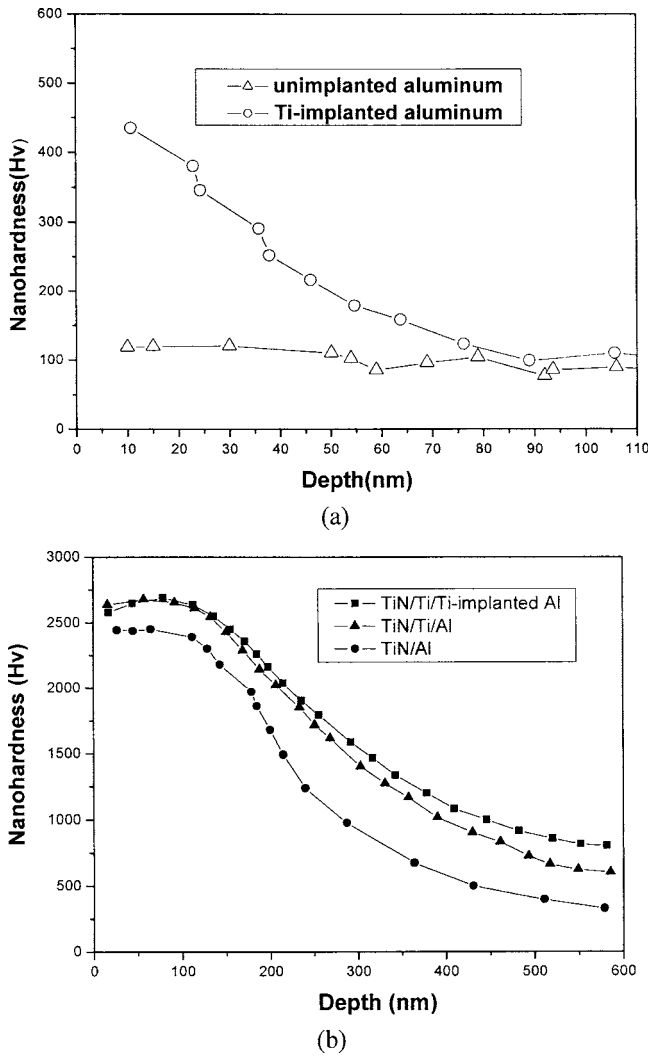 600
500
400
300
200
100
0
Nanohardness(Hv)
unimplanted aluminum
Ti-implanted aluminum
0 10 20 30 40 50 60 70 80 90 100 110
Depth(nm)
(a)
3000
2500
2000
1500
1000
500
0
Nanohardness (Hv)
TiN/Ti/Ti-implanted Al
TiN/Ti/Al
TiN/Al
0 100 200 300 400 500 600
Depth (nm)
(b)